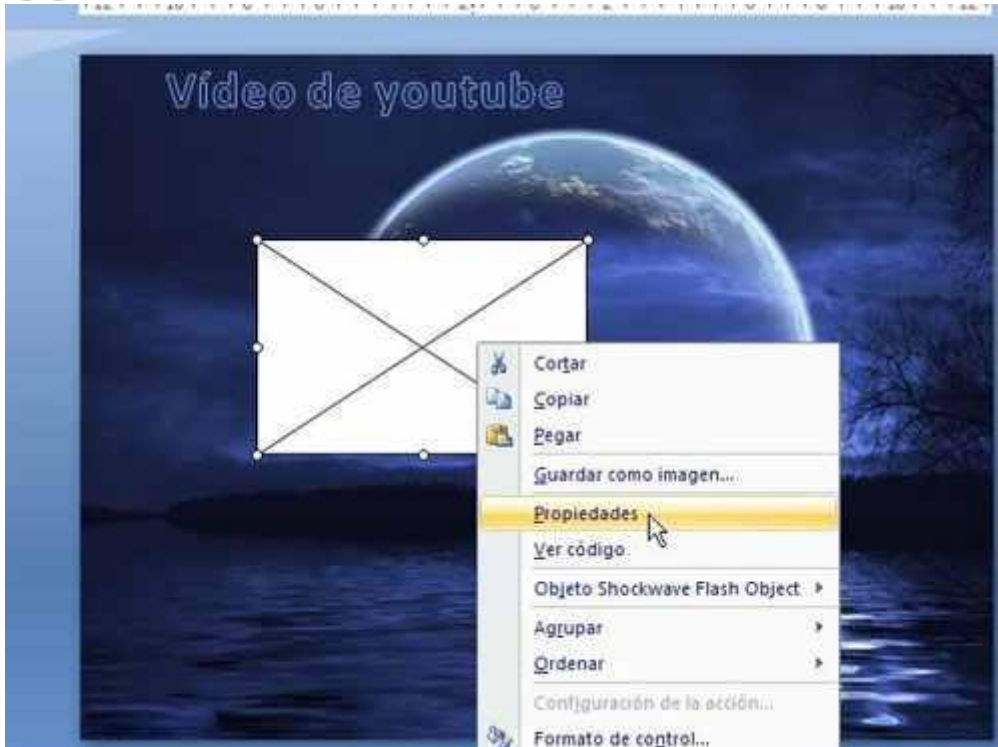 Vídeo de youtube
Cortar
Copiar
Pegar
Guardar como imagen...
Propiedades
Ver código
Objeto Shockwave Flash Object
Agrupar
Ordenar
Configuración de la acción...
Formato de control...